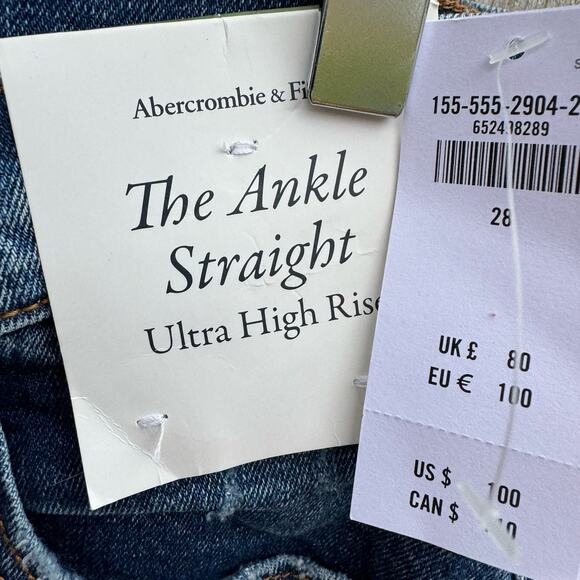 Abercrombie & Fi
The Ankle
Straight
Ultra High Rise
S
155-555-2904-2
652498289
28
UK £ 80
EU € 100
US $ 100
CAN $